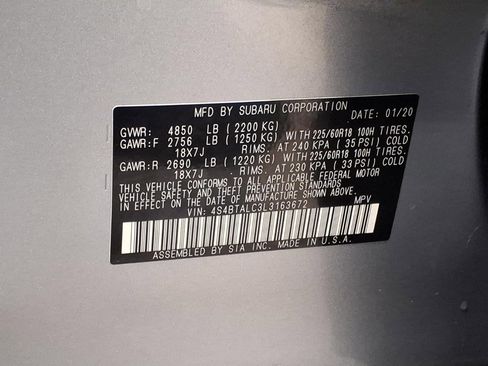 MFD BY SUBARU CORPORATION DATE: 01/20
GVWR: 4850 LB (2200 KG)
GAWR:F 2756 LB (1250 KG) WITH 225/60R18 100H TIRES.
18X7J RIMS. AT 240 KPA (35 PSI) COLD
GAWR:R 2690 LB (1220 KG) WITH 225/60R18 100H TIRES.
18X7J RIMS. AT 230 KPA (33 PSI) COLD
THIS VEHICLE CONFORMS TO ALL APPLICABLE FEDERAL MOTOR
VEHICLE SAFETY AND THEFT PREVENTION STANDARDS
IN EFFECT ON THE DATE OF MANUFACTURE SHOWN ABOVE.
VIN: 4S4BTALC3L3163672 MPV
ASSEMBLED BY SIA INC. MADE IN U.S.A.